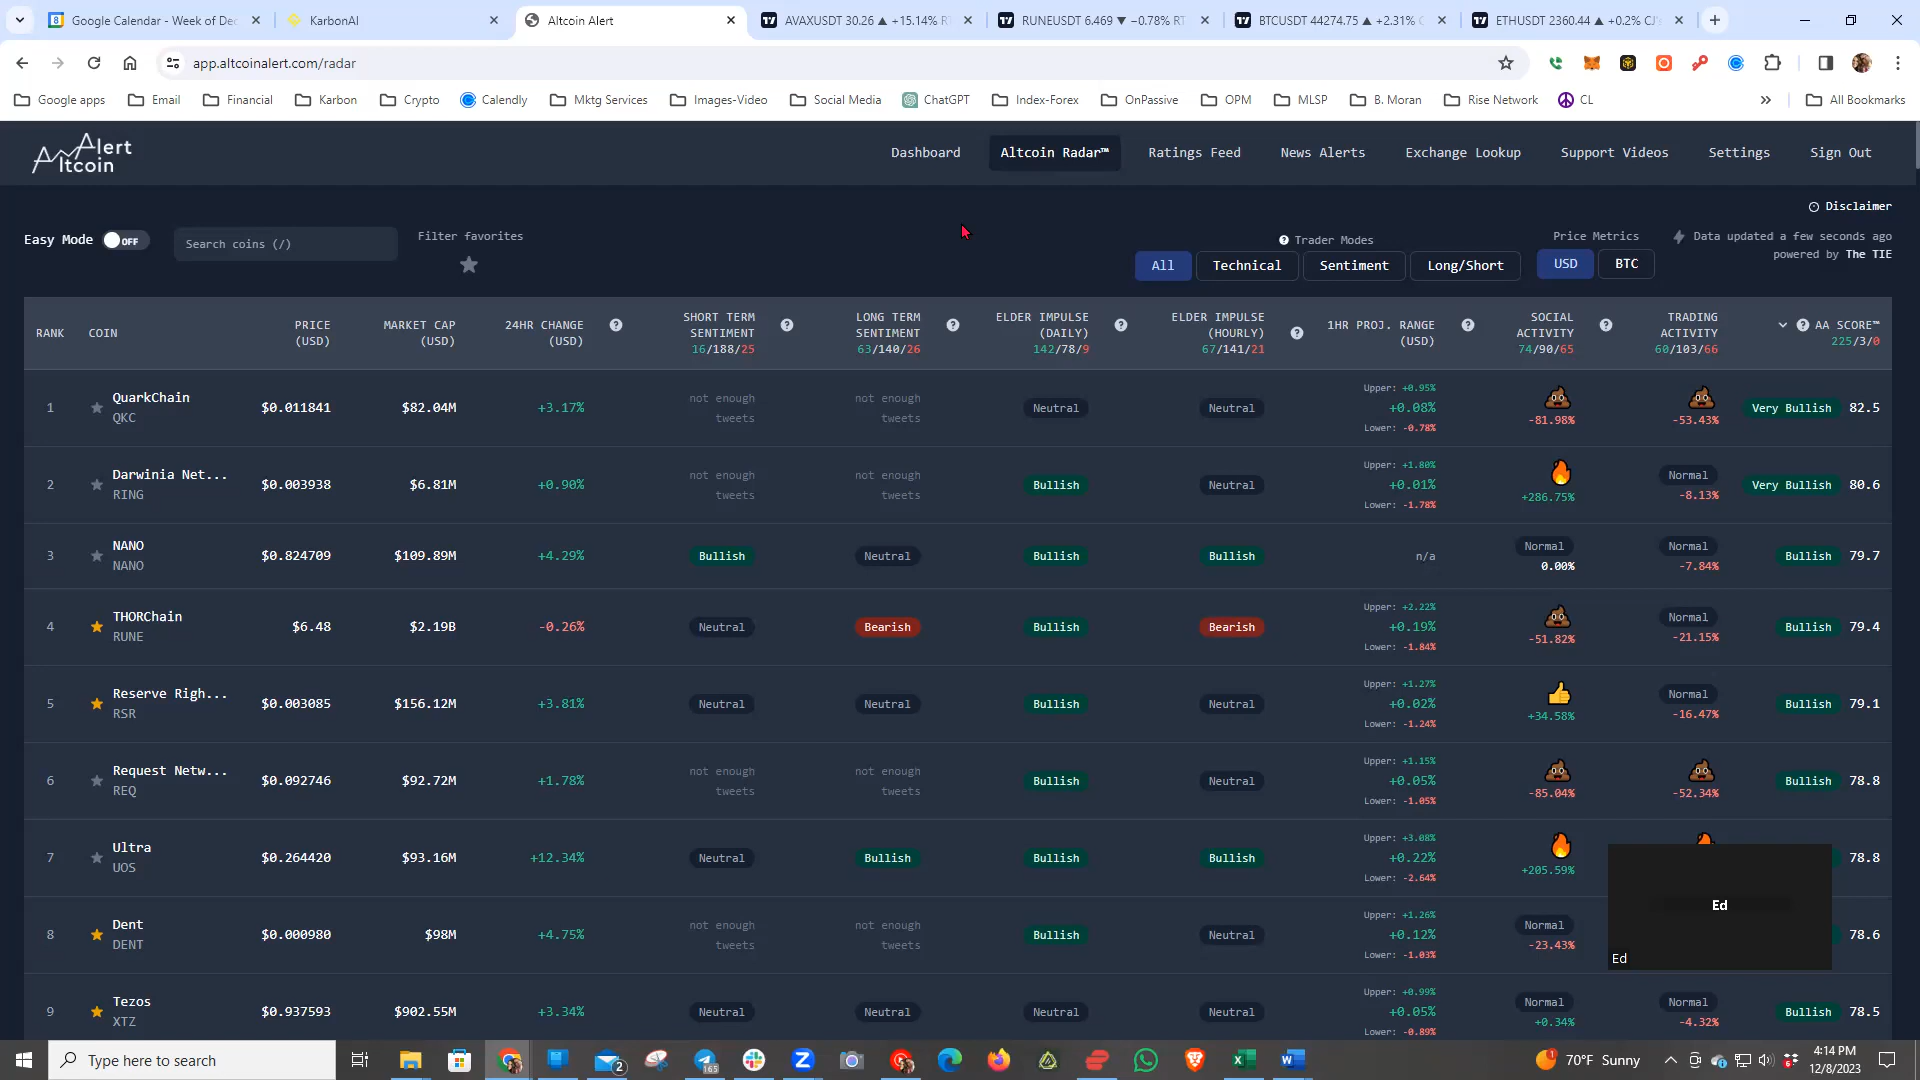 Google Calendar - Week of Dec
KarbonAI
Altcoin Alert
AVAXUSDT 30.26 ▲ +15.14% RT
RUNEUSDT 6.469 ▼ −0.78% RT
BTCUSDT 44274.75 ▲ +2.31% C
ETHUSDT 2360.44 ▲ +0.2% CJ's
app.altcoinalert.com/radar
Google apps
Email
Financial
Karbon
Crypto
Calendly
Mktg Services
Images-Video
Social Media
ChatGPT
Index-Forex
OnPassive
OPM
MLSP
B. Moran
Rise Network
CL
All Bookmarks
Altcoin Alert
Dashboard
Altcoin Radar™
Ratings Feed
News Alerts
Exchange Lookup
Support Videos
Settings
Sign Out
Disclaimer
Easy Mode OFF
Search coins (/)
Filter favorites
Trader Modes
All Technical Sentiment Long/Short
Price Metrics
USD BTC
Data updated a few seconds ago
powered by The TIE
RANK COIN
PRICE
(USD)
MARKET CAP
(USD)
24HR CHANGE
(USD)
SHORT TERM
SENTIMENT
16/188/25
LONG TERM
SENTIMENT
63/140/26
ELDER IMPULSE
(DAILY)
142/78/9
ELDER IMPULSE
(HOURLY)
67/141/21
1HR PROJ. RANGE
(USD)
SOCIAL
ACTIVITY
74/90/65
TRADING
ACTIVITY
60/103/66
AA SCORE™
225/3/0
1 QuarkChain
QKC
$0.011841 $82.04M +3.17%
not enough
tweets
not enough
tweets
Neutral Neutral
Upper: +0.95%
+0.08%
Lower: -0.78%
-81.98% -53.43% Very Bullish 82.5
2 Darwinia Net...
RING
$0.003938 $6.81M +0.90%
not enough
tweets
not enough
tweets
Bullish Neutral
Upper: +1.80%
+0.01%
Lower: -1.78%
+286.75%
Normal
-8.13%
Very Bullish 80.6
3 NANO
NANO
$0.824709 $109.89M +4.29% Bullish Neutral Bullish Bullish n/a
Normal
0.00%
Normal
-7.84%
Bullish 79.7
4 THORChain
RUNE
$6.48 $2.19B -0.26% Neutral Bearish Bullish Bearish
Upper: +2.22%
+0.19%
Lower: -1.84%
-51.82%
Normal
-21.15%
Bullish 79.4
5 Reserve Righ...
RSR
$0.003085 $156.12M +3.81% Neutral Neutral Bullish Neutral
Upper: +1.27%
+0.02%
Lower: -1.24%
+34.58%
Normal
-16.47%
Bullish 79.1
6 Request Netw...
REQ
$0.092746 $92.72M +1.78%
not enough
tweets
not enough
tweets
Bullish Neutral
Upper: +1.15%
+0.05%
Lower: -1.05%
-85.04% -52.34% Bullish 78.8
7 Ultra
UOS
$0.264420 $93.16M +12.34% Neutral Bullish Bullish Bullish
Upper: +3.08%
+0.22%
Lower: -2.64%
+205.59% 78.8
8 Dent
DENT
$0.000980 $98M +4.75%
not enough
tweets
not enough
tweets
Bullish Neutral
Upper: +1.26%
+0.12%
Lower: -1.03%
Normal
-23.43%
78.6
9 Tezos
XTZ
$0.937593 $902.55M +3.34% Neutral Neutral Neutral Neutral
Upper: +0.99%
+0.05%
Lower: -0.89%
Normal
+0.34%
Normal
-4.32%
Bullish 78.5
Ed
Ed
Type here to search
2
165
1
70°F Sunny
4:14 PM
12/8/2023